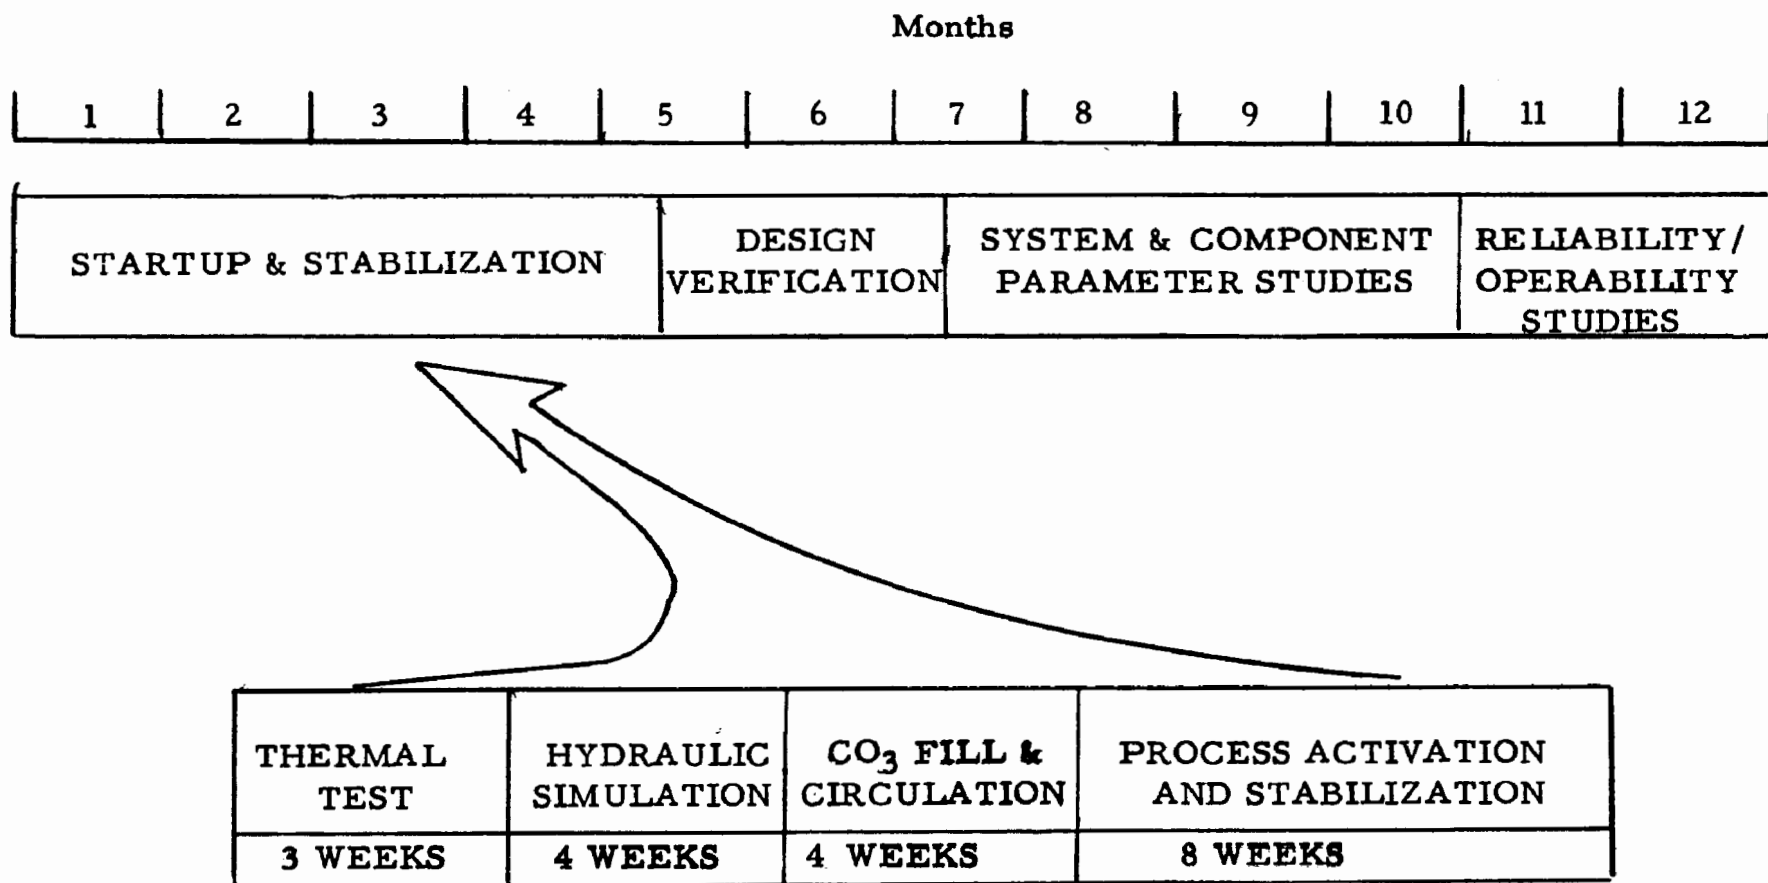 Months
1 2 3 4 5 6 7 8 9 10 11 12
STARTUP & STABILIZATION
DESIGN
VERIFICATION
SYSTEM & COMPONENT
PARAMETER STUDIES
RELIABILITY/
OPERABILITY
STUDIES
THERMAL
TEST
3 WEEKS
HYDRAULIC
SIMULATION
4 WEEKS
CO₃ FILL &
CIRCULATION
4 WEEKS
PROCESS ACTIVATION
AND STABILIZATION
8 WEEKS